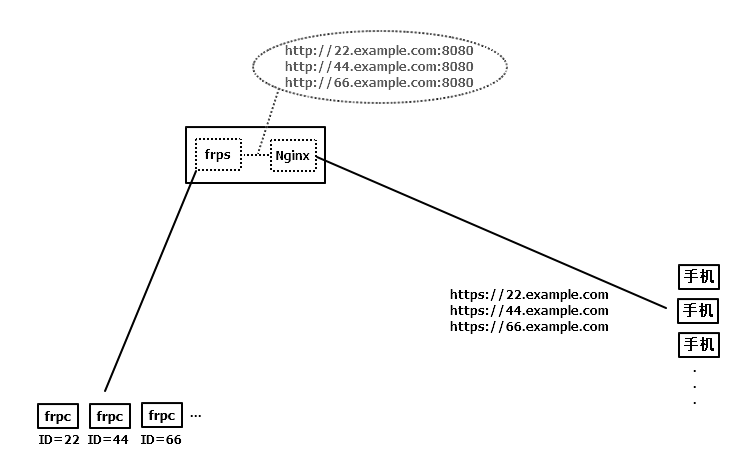 http://22.example.com:8080
http://44.example.com:8080
http://66.example.com:8080
frps
Nginx
手机
https://22.example.com
https://44.example.com
https://66.example.com
手机
手机
.
.
.
frpc
frpc
frpc
...
ID=22
ID=44
ID=66